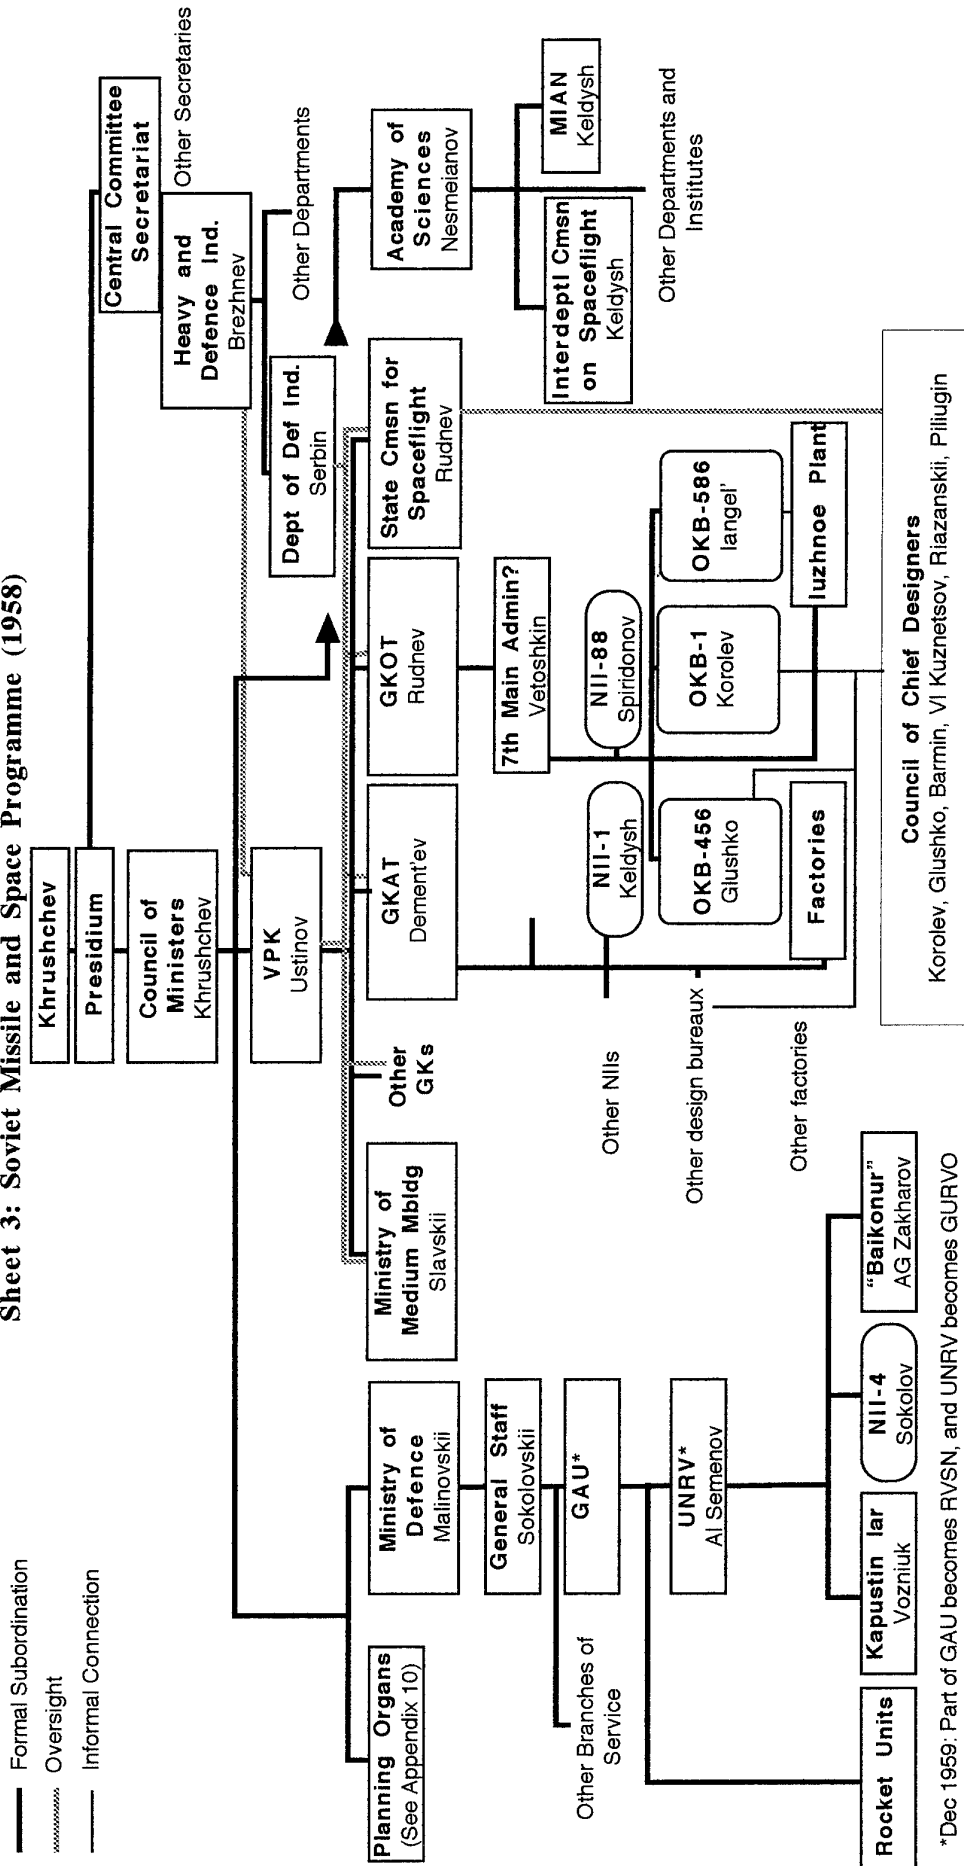 Sheet 3: Soviet Missile and Space Programme (1958)
Formal Subordination
Oversight
Informal Connection
Khrushchev
Presidium
Council of
Ministers
Khrushchev
VPK
Ustinov
Central Committee
Secretariat
Other Secretaries
Heavy and
Defence Ind.
Brezhnev
Dept of Def Ind.
Serbin
Other Departments
Planning Organs
(See Appendix 10)
Ministry of
Defence
Malinovskii
Ministry of
Medium Mbldg
Slavskii
Other
GKs
GKAT
Dement'ev
GKOT
Rudnev
State Cmsn for
Spaceflight
Rudnev
Academy of
Sciences
Nesmeianov
General Staff
Sokolovskii
Other Branches of
Service
GAU*
UNRV*
AI Semenov
Rocket Units
Kapustin Iar
Vozniuk
NII-4
Sokolov
"Baikonur"
AG Zakharov
7th Main Admin?
Vetoshkin
Other NIIs
NII-1
Keldysh
NII-88
Spiridonov
Other design bureaux
OKB-456
Glushko
OKB-1
Korolev
OKB-586
Iangel'
Other factories
Factories
Iuzhnoe Plant
Interdeptl Cmsn
on Spaceflight
Keldysh
MIAN
Keldysh
Other Departments and
Institutes
Council of Chief Designers
Korolev, Glushko, Barmin, VI Kuznetsov, Riazanskii, Piliugin
*Dec 1959: Part of GAU becomes RVSN, and UNRV becomes GURVO